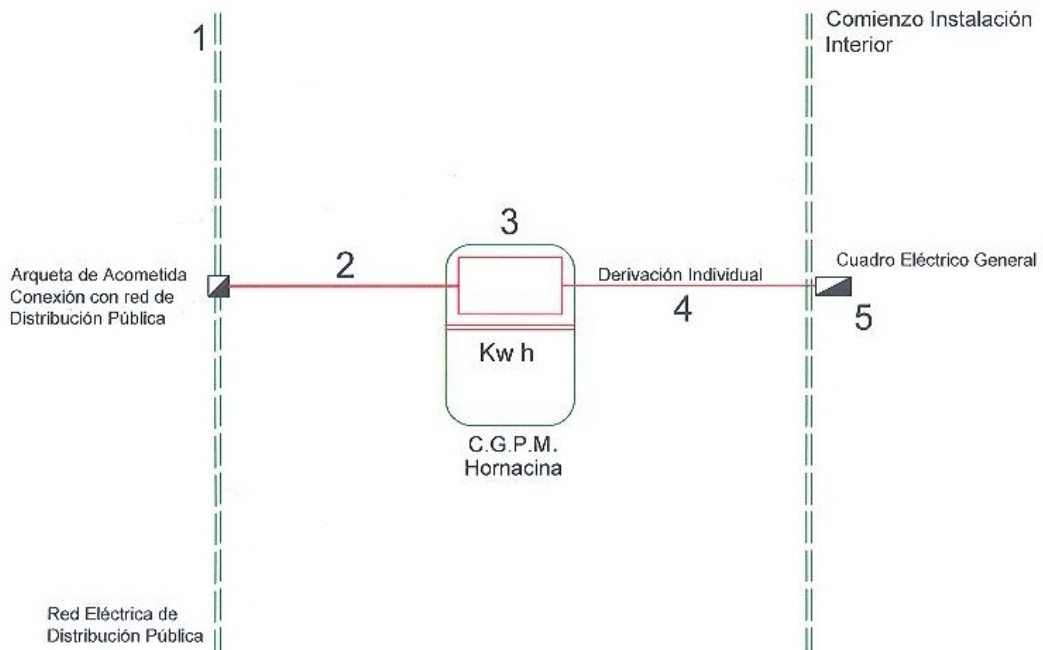 1
Comienzo Instalación
Interior
3
Arqueta de Acometida
Conexión con red de
Distribución Pública
2
Derivación Individual
4
Cuadro Eléctrico General
5
Kw h
C.G.P.M.
Hornacina
Red Eléctrica de
Distribución Pública